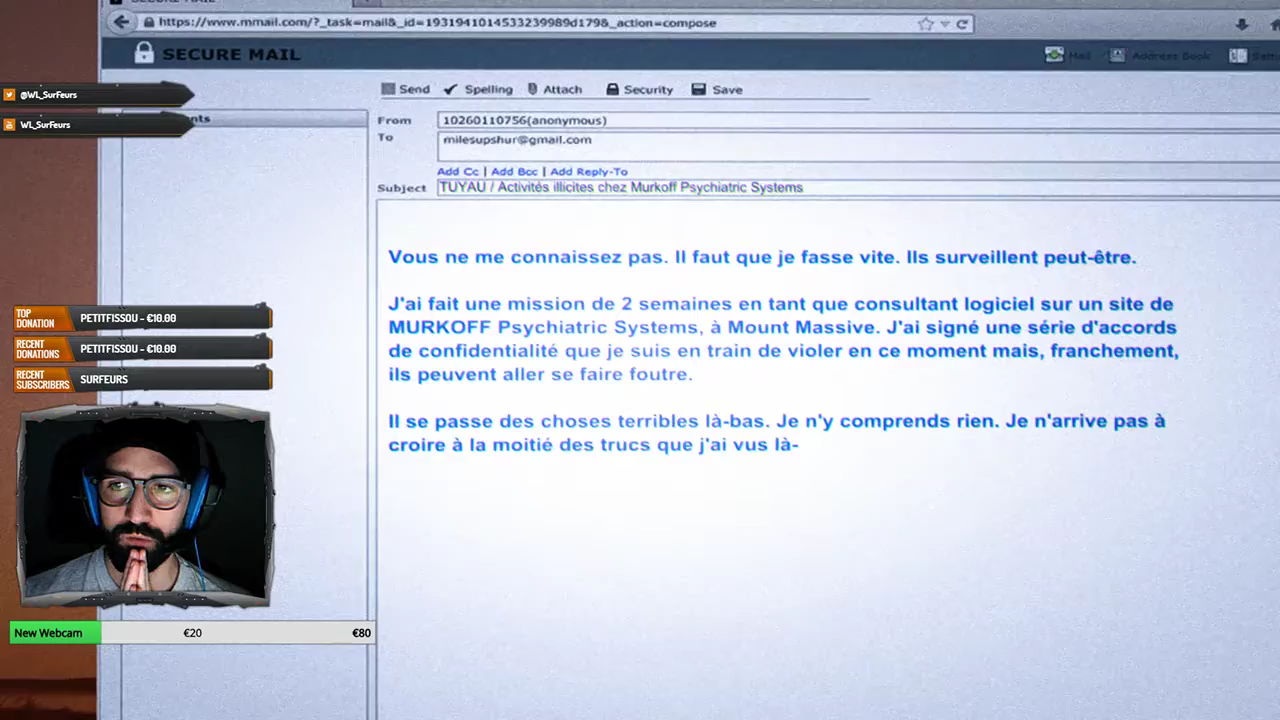 https://www.mmail.com/?_task=mail&_id=1931941014533239989d179&_action=compose
SECURE MAIL
Mail
Address Book
@WL_SurFeurs
WL_SurFeurs
Send Spelling Attach Security Save
From 10260110756(anonymous)
To milesupshur@gmail.com
Add Cc | Add Bcc | Add Reply-To
Subject TUYAU / Activités illicites chez Murkoff Psychiatric Systems
Vous ne me connaissez pas. Il faut que je fasse vite. Ils surveillent peut-être.
J'ai fait une mission de 2 semaines en tant que consultant logiciel sur un site de
MURKOFF Psychiatric Systems, à Mount Massive. J'ai signé une série d'accords
de confidentialité que je suis en train de violer en ce moment mais, franchement,
ils peuvent aller se faire foutre.
Il se passe des choses terribles là-bas. Je n'y comprends rien. Je n'arrive pas à
croire à la moitié des trucs que j'ai vus là-
TOP
DONATION
PETITFISSOU - €10.00
RECENT
DONATIONS
PETITFISSOU - €10.00
RECENT
SUBSCRIBERS
SURFEURS
New Webcam €20 €80